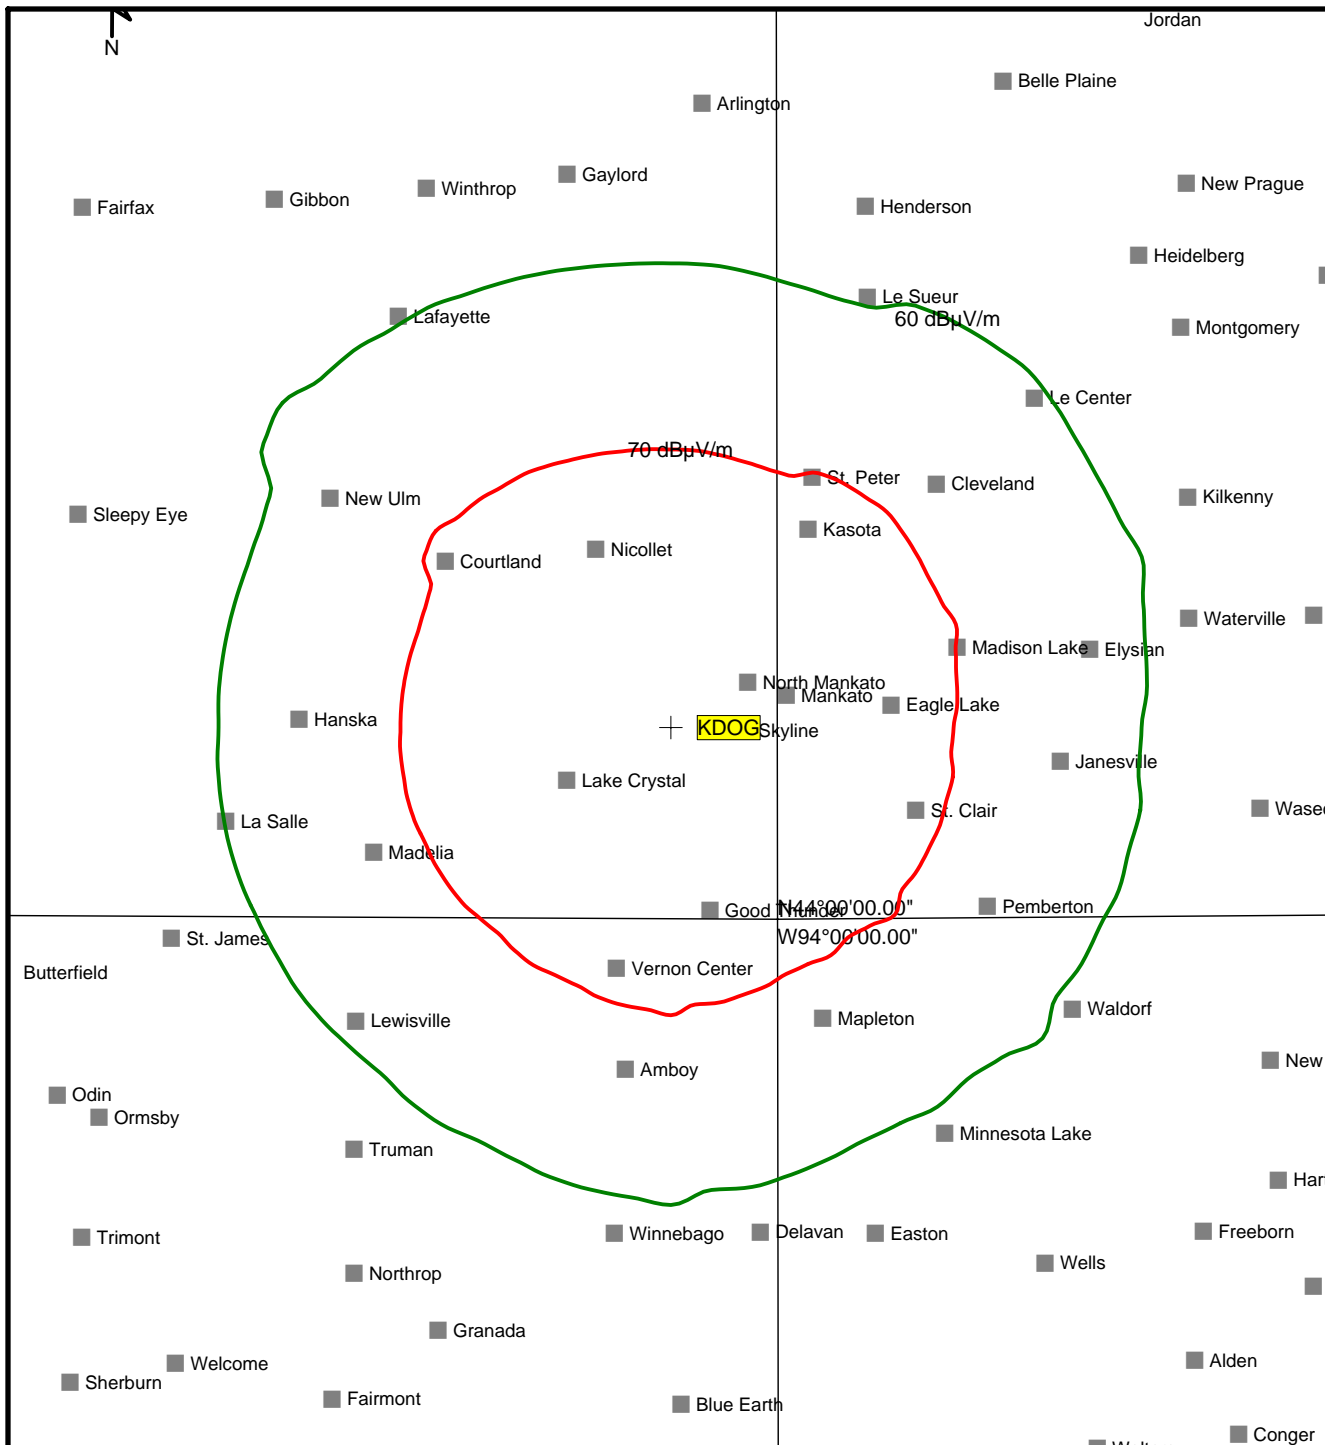 Jordan
N
Belle Plaine
Arlington
Gaylord
New Prague
Winthrop
Gibbon
Fairfax
Henderson
Heidelberg
Le Sueur
Lafayette
60 dBµV/m
Montgomery
Le Center
70 dBµV/m
St. Peter
Cleveland
New Ulm
Kilkenny
Sleepy Eye
Kasota
Nicollet
Courtland
Waterville
Madison Lake
Elysian
North Mankato
Mankato
Eagle Lake
Hanska
KDOG
Skyline
Janesville
Lake Crystal
La Salle
St. Clair
Madelia
Good Thunder
N44°00'00.00"
Pemberton
St. James
W94°00'00.00"
Butterfield
Vernon Center
Waldorf
Lewisville
Mapleton
New
Amboy
Odin
Ormsby
Minnesota Lake
Truman
Trimont
Winnebago
Delavan
Easton
Freeborn
Wells
Northrop
Granada
Welcome
Alden
Sherburn
Fairmont
Blue Earth
Conger